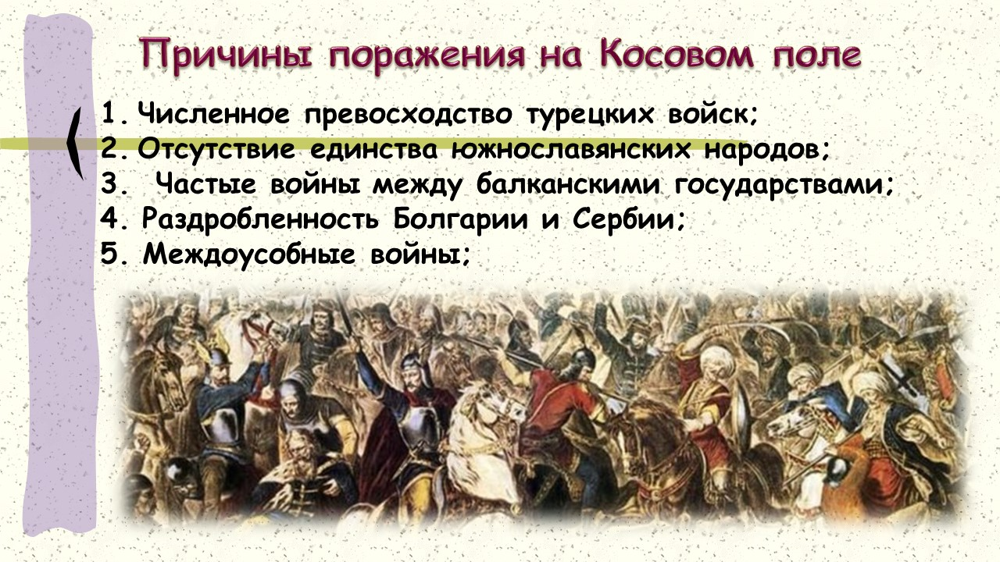 Причины поражения на Косовом поле
1. Численное превосходство турецких войск;
2. Отсутствие единства южнославянских народов;
3. Частые войны между балканскими государствами;
4. Раздробленность Болгарии и Сербии;
5. Междоусобные войны;